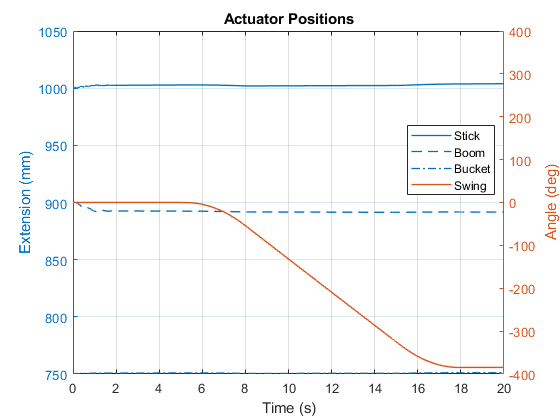 Actuator Positions
1050
1000
950
900
850
800
750
Extension (mm)
400
300
200
100
0
-100
-200
-300
-400
Angle (deg)
Stick
Boom
Bucket
Swing
0 2 4 6 8 10 12 14 16 18 20
Time (s)